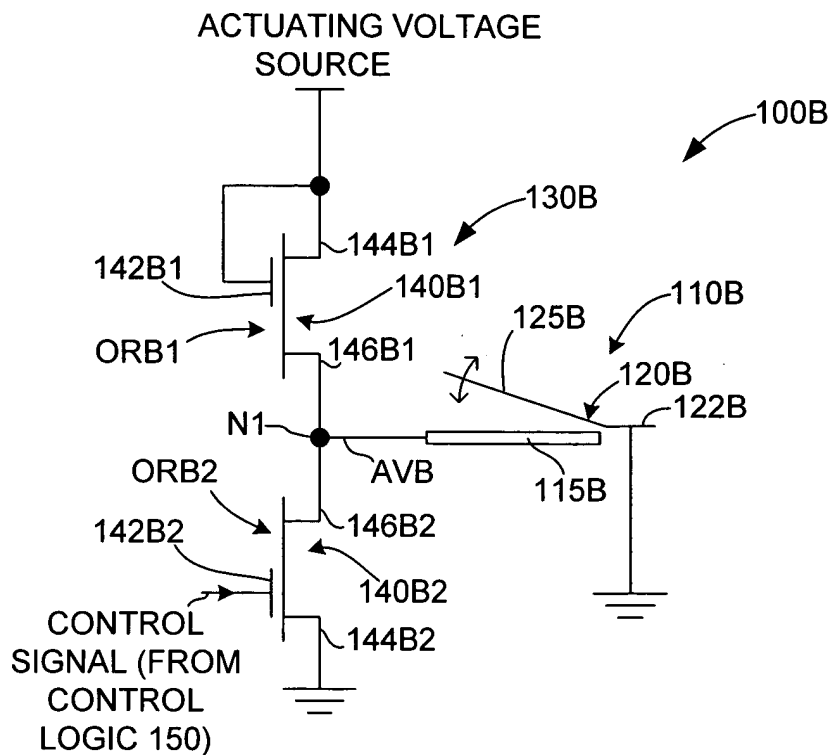 ACTUATING VOLTAGE
SOURCE
100B
130B
144B1
142B1
140B1
110B
125B
ORB1
146B1
120B
122B
N1
AVB
115B
ORB2
146B2
142B2
140B2
CONTROL
SIGNAL (FROM
CONTROL
LOGIC 150)
144B2